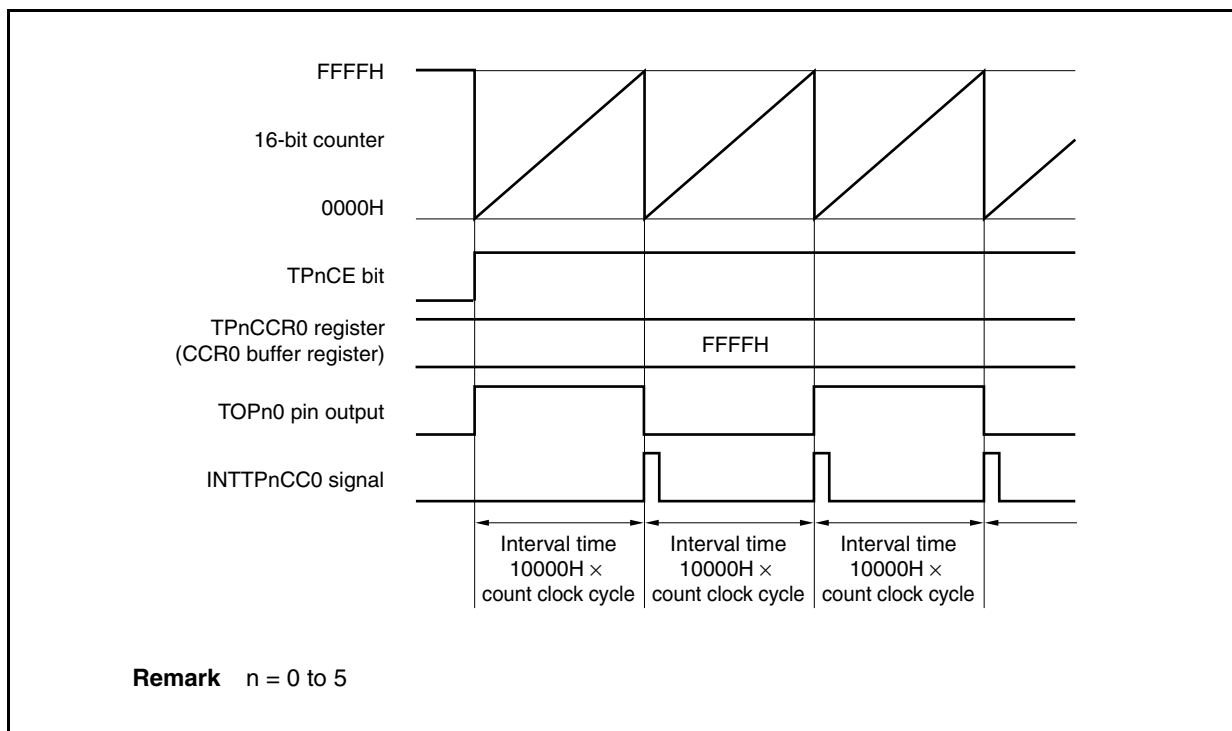 FFFFH
16-bit counter
0000H
TPnCE bit
TPnCCR0 register
(CCR0 buffer register)
FFFFH
TOPn0 pin output
INTTPnCC0 signal
Interval time
10000H ×
count clock cycle
Interval time
10000H ×
count clock cycle
Interval time
10000H ×
count clock cycle
Remark n = 0 to 5